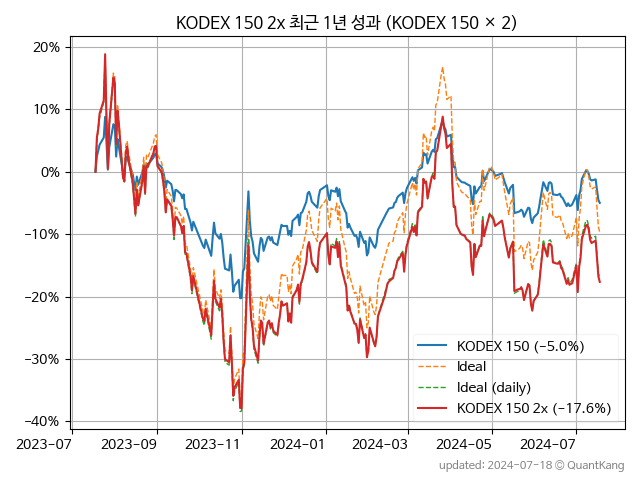 KODEX 150 2x 최근 1년 성과 (KODEX 150 × 2)
20%
10%
0%
−10%
−20%
−30%
−40%
2023-07
2023-09
2023-11
2024-01
2024-03
2024-05
2024-07
KODEX 150 (−5.0%)
Ideal
Ideal (daily)
KODEX 150 2x (−17.6%)
updated: 2024-07-18 © QuantKang